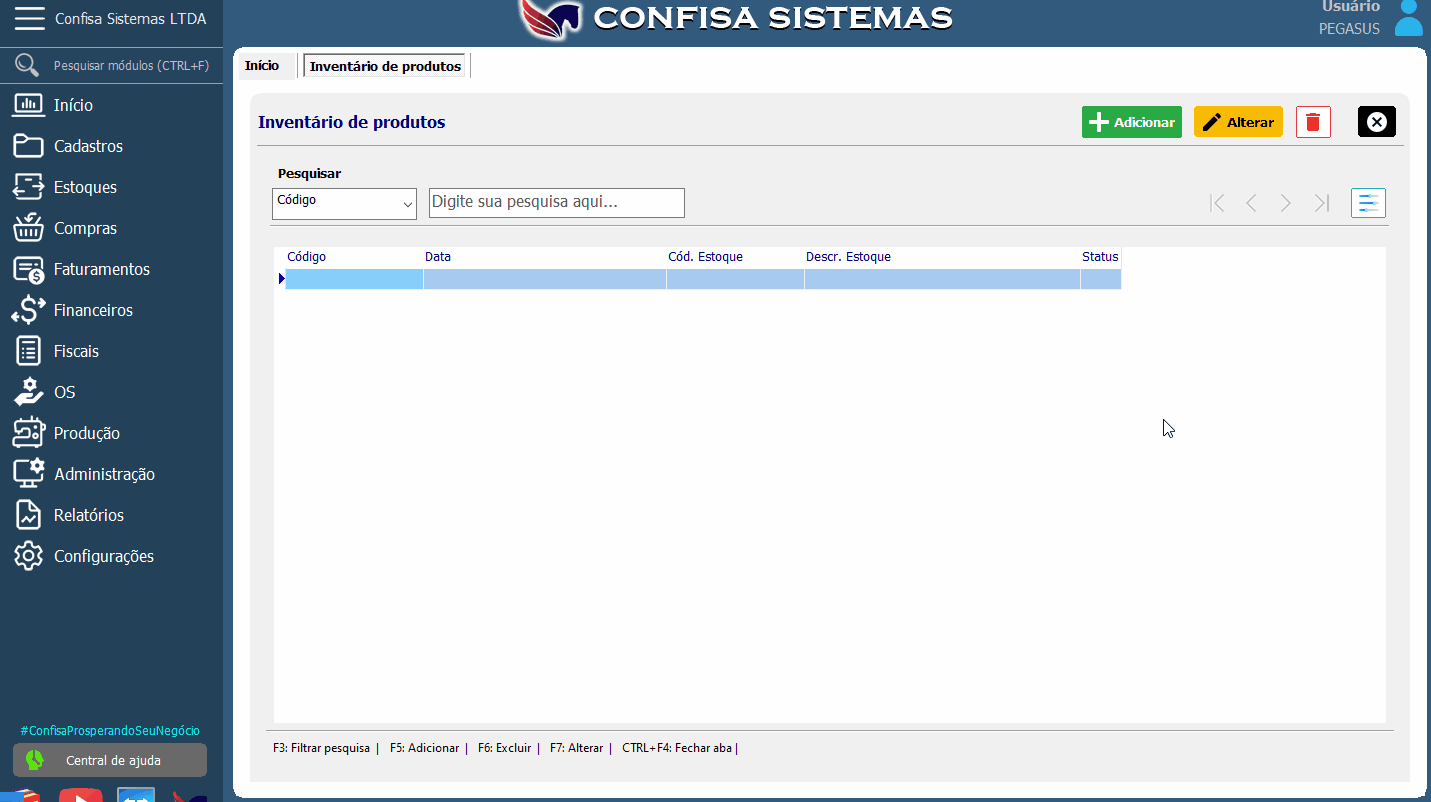 Confisa Sistemas LTDA
CONFISA SISTEMAS
Usuário
PEGASUS
Pesquisar módulos (CTRL+F)
Início
Cadastros
Estoques
Compras
Faturamentos
Financeiros
Fiscais
OS
Produção
Administração
Relatórios
Configurações
#ConfisaProsperandoSeuNegócio
Central de ajuda
Início
Inventário de produtos
Inventário de produtos
Adicionar
Alterar
Pesquisar
Código
Digite sua pesquisa aqui...
Código Data Cód. Estoque Descr. Estoque Status
F3: Filtrar pesquisa | F5: Adicionar | F6: Excluir | F7: Alterar | CTRL+F4: Fechar aba |